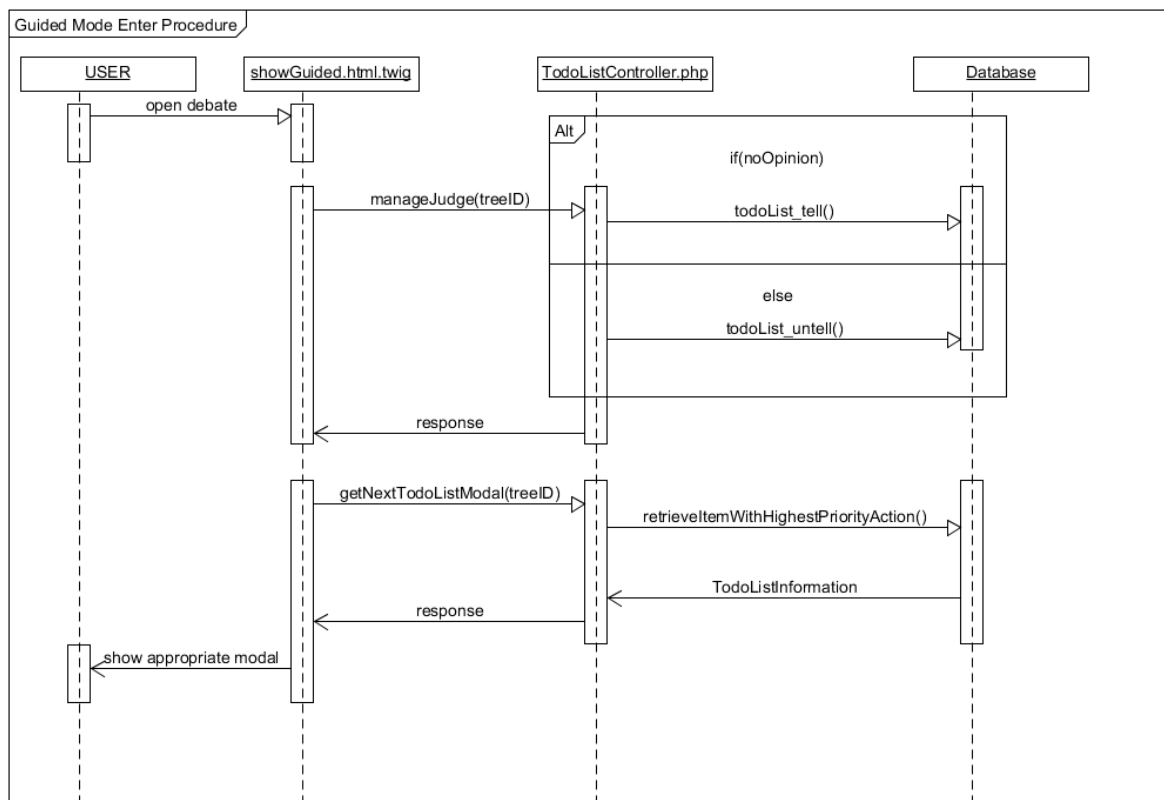 Guided Mode Enter Procedure
USER
showGuided.html.twig
TodoListController.php
Database
open debate
Alt
if(noOpinion)
manageJudge(treeID)
todoList_tell()
else
todoList_untell()
response
getNextTodoListModal(treeID)
retrieveItemWithHighestPriorityAction()
TodoListInformation
response
show appropriate modal